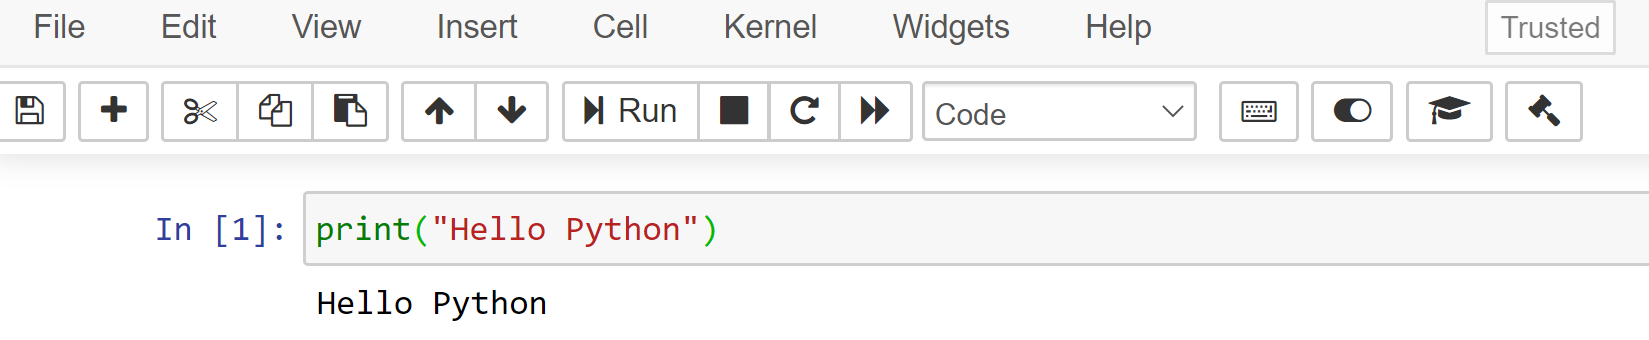 File Edit View Insert Cell Kernel Widgets Help Trusted
Run Code
In [1]: print("Hello Python")
Hello Python